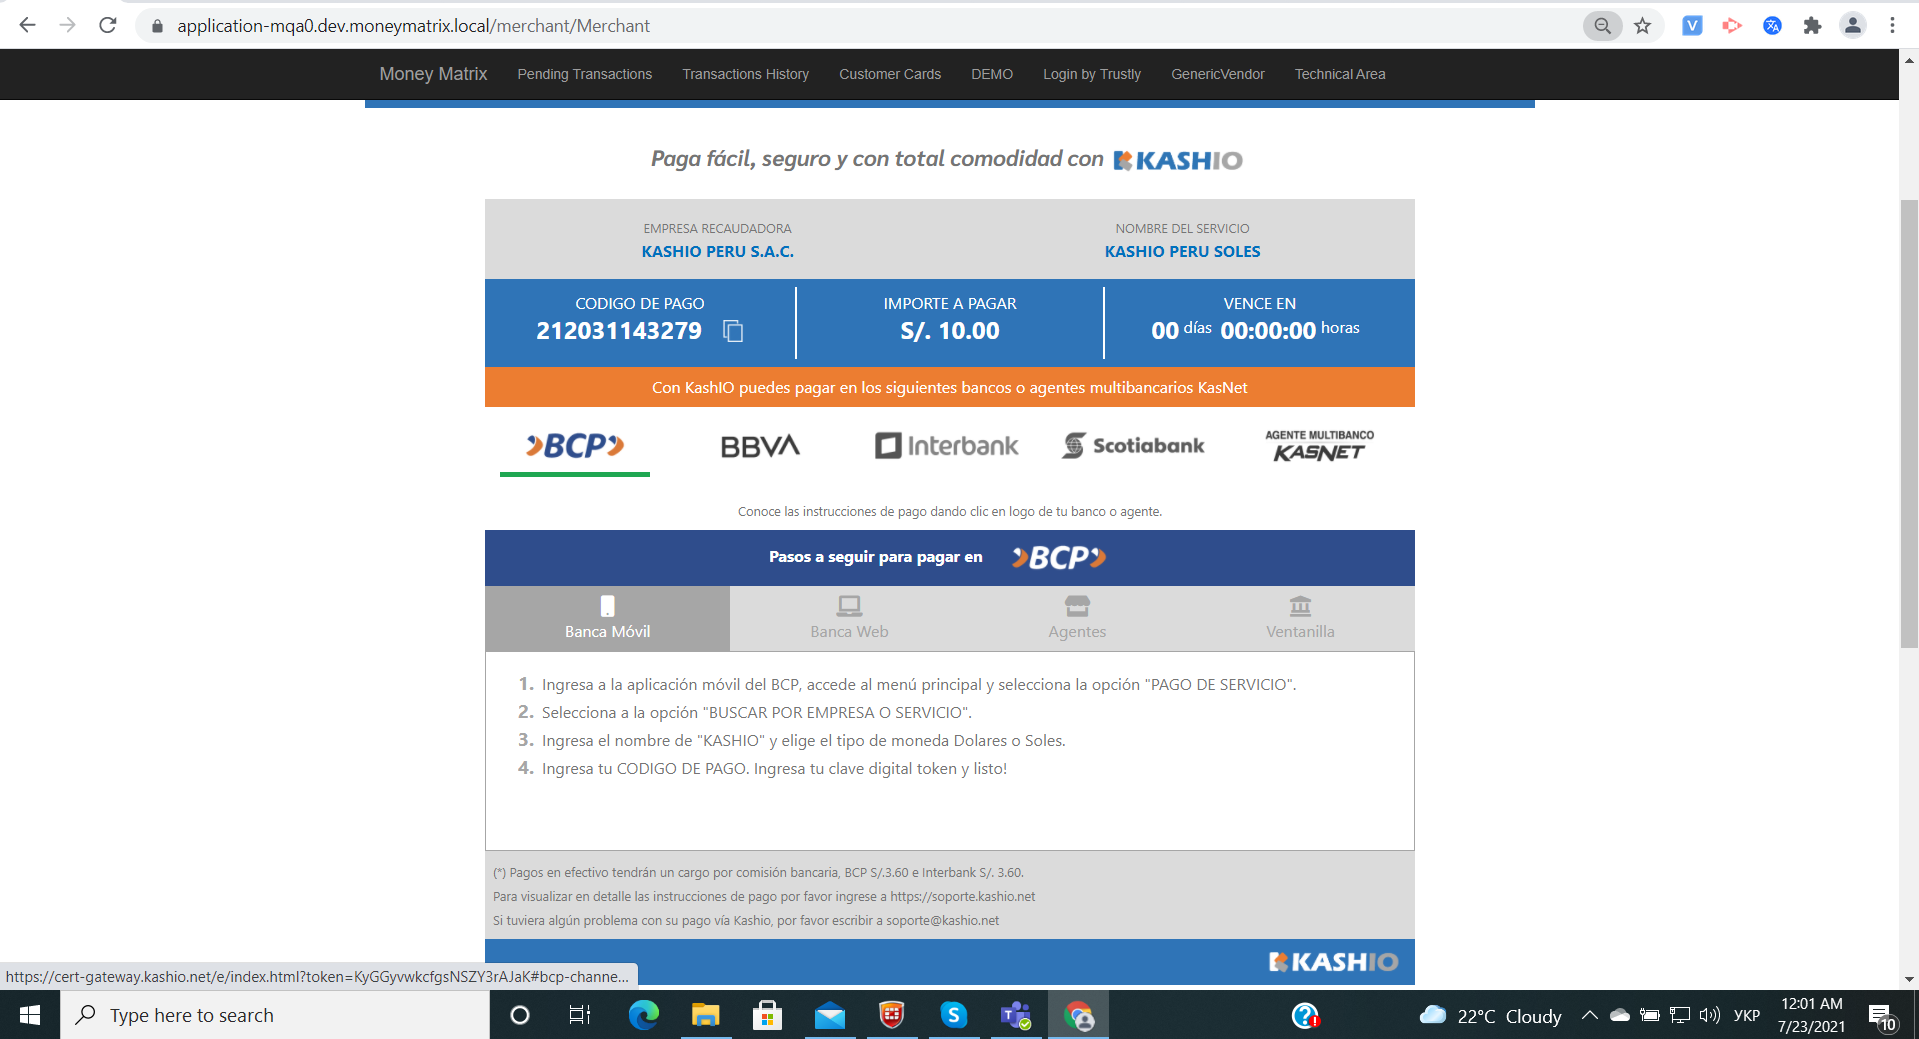 application-mqa0.dev.moneymatrix.local/merchant/Merchant
Money Matrix Pending Transactions Transactions History Customer Cards DEMO Login by Trustly GenericVendor Technical Area
Paga fácil, seguro y con total comodidad con KASHIO
EMPRESA RECAUDADORA NOMBRE DEL SERVICIO
KASHIO PERU S.A.C. KASHIO PERU SOLES
CODIGO DE PAGO IMPORTE A PAGAR VENCE EN
212031143279 S/. 10.00 00 días 00:00:00 horas
Con KashIO puedes pagar en los siguientes bancos o agentes multibancarios KasNet
BCP BBVA Interbank Scotiabank AGENTE MULTIBANCO KASNET
Conoce las instrucciones de pago dando clic en logo de tu banco o agente.
Pasos a seguir para pagar en BCP
Banca Móvil Banca Web Agentes Ventanilla
1. Ingresa a la aplicación móvil del BCP, accede al menú principal y selecciona la opción "PAGO DE SERVICIO".
2. Selecciona a la opción "BUSCAR POR EMPRESA O SERVICIO".
3. Ingresa el nombre de "KASHIO" y elige el tipo de moneda Dolares o Soles.
4. Ingresa tu CODIGO DE PAGO. Ingresa tu clave digital token y listo!
(*) Pagos en efectivo tendrán un cargo por comisión bancaria, BCP S/.3.60 e Interbank S/. 3.60.
Para visualizar en detalle las instrucciones de pago por favor ingrese a https://soporte.kashio.net
Si tuviera algún problema con su pago vía Kashio, por favor escribir a soporte@kashio.net
KASHIO
https://cert-gateway.kashio.net/e/index.html?token=KyGGyvwkcfgsNSZY3rAJaK#bcp-channe...
Type here to search
22°C Cloudy
УКР
12:01 AM
7/23/2021
10